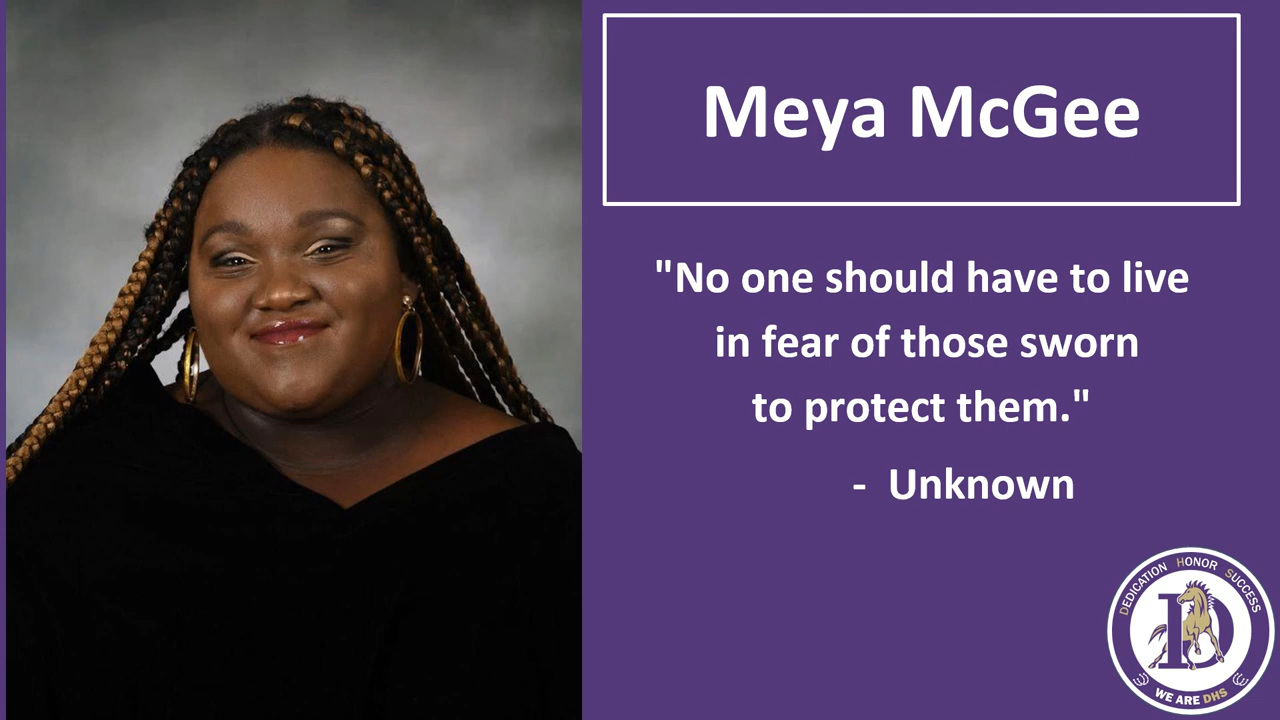 Meya McGee
"No one should have to live
in fear of those sworn
to protect them."
- Unknown
DEDICATION HONOR SUCCESS
D
WE ARE DHS